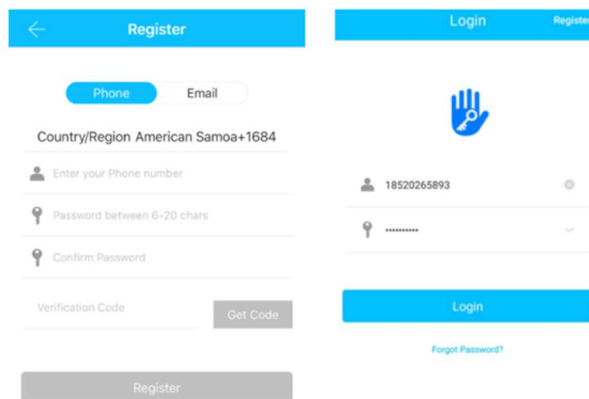 Register
Phone Email
Country/Region American Samoa+1684
Enter your Phone number
Password between 6-20 chars
Confirm Password
Verification Code Get Code
Register
Login Register
18520265893
••••••••••
Login
Forgot Password?